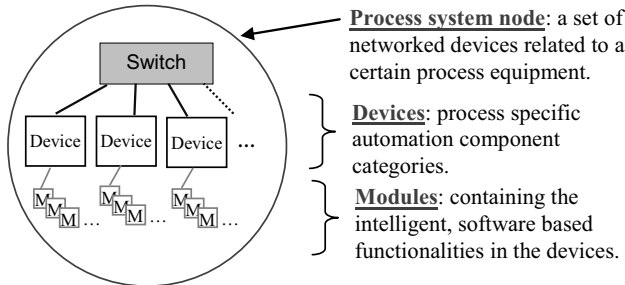 Process system node: a set of
networked devices related to a
certain process equipment.
Switch
Devices: process specific
automation component
categories.
Device Device Device ...
Modules: containing the
intelligent, software based
functionalities in the devices.
M M M ... M M M ... M M M ...